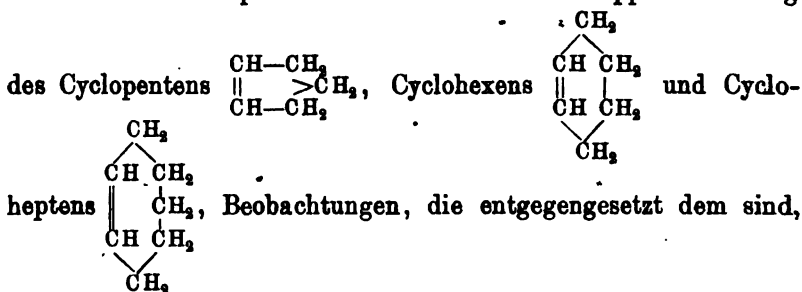 CH₂
CH—CH₂ CH CH₂
des Cyclopentens || >CH₂, Cyclohexens || | und Cyclo-
CH—CH₂ CH CH₂
CH₂
CH₂
CH CH₂
heptens || CH₂, Beobachtungen, die entgegengesetzt dem sind,
CH CH₂
CH₂